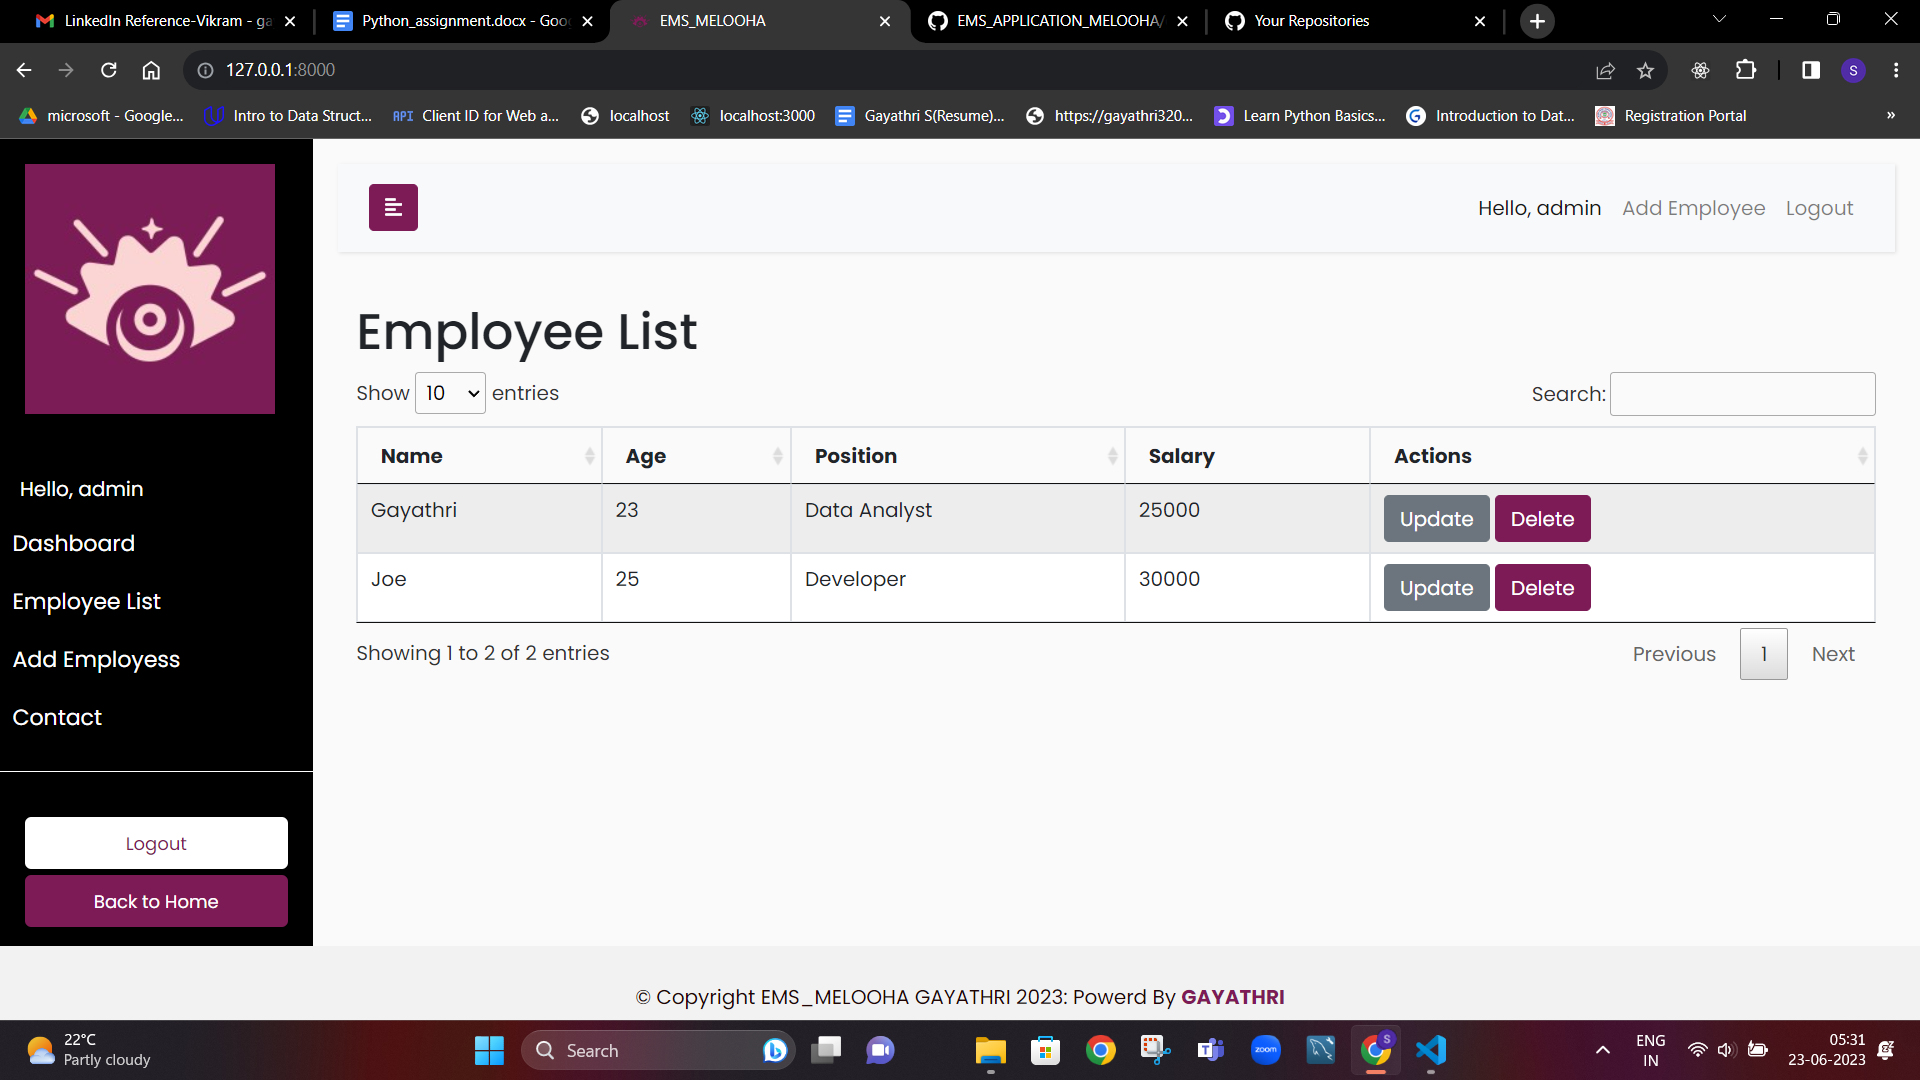 LinkedIn Reference-Vikram - ga
Python_assignment.docx - Goo
EMS_MELOOHA
EMS_APPLICATION_MELOOHA/
Your Repositories
127.0.0.1:8000
S
microsoft - Google...
Intro to Data Struct...
API Client ID for Web a...
localhost
localhost:3000
Gayathri S(Resume)...
https://gayathri320...
Learn Python Basics...
Introduction to Dat...
Registration Portal
»
Hello, admin
Add Employee
Logout
Hello, admin
Dashboard
Employee List
Add Employess
Contact
Logout
Back to Home
Employee List
Show 10 entries
Search:
Name Age Position Salary Actions
Gayathri 23 Data Analyst 25000 Update Delete
Joe 25 Developer 30000 Update Delete
Showing 1 to 2 of 2 entries
Previous 1 Next
© Copyright EMS_MELOOHA GAYATHRI 2023: Powerd By GAYATHRI
22°C
Partly cloudy
Search
zoom
S
ENG
IN
05:31
23-06-2023